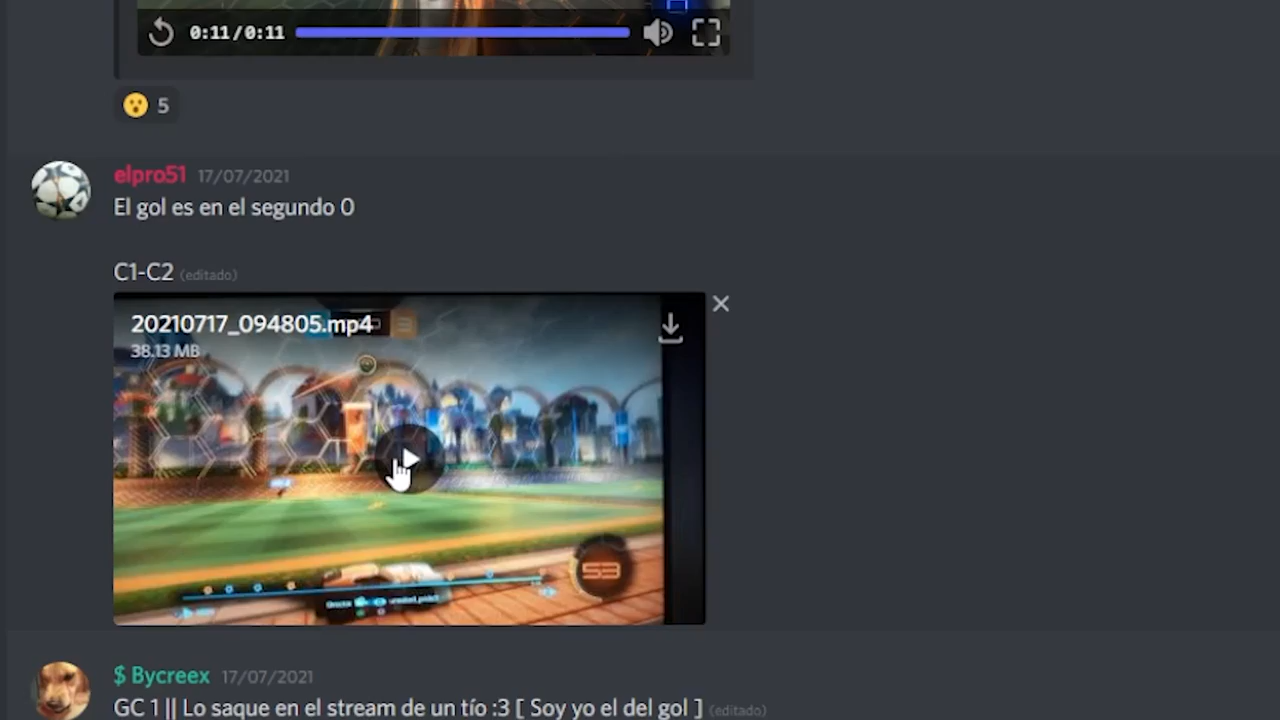 0:11/0:11
5
elpro51 17/07/2021
El gol es en el segundo 0
C1-C2 (editado)
20210717_094805.mp4
38.13 MB
53
$ Bycreex 17/07/2021
GC 1 || Lo saque en el stream de un tío :3 [ Soy yo el del gol ] (editado)